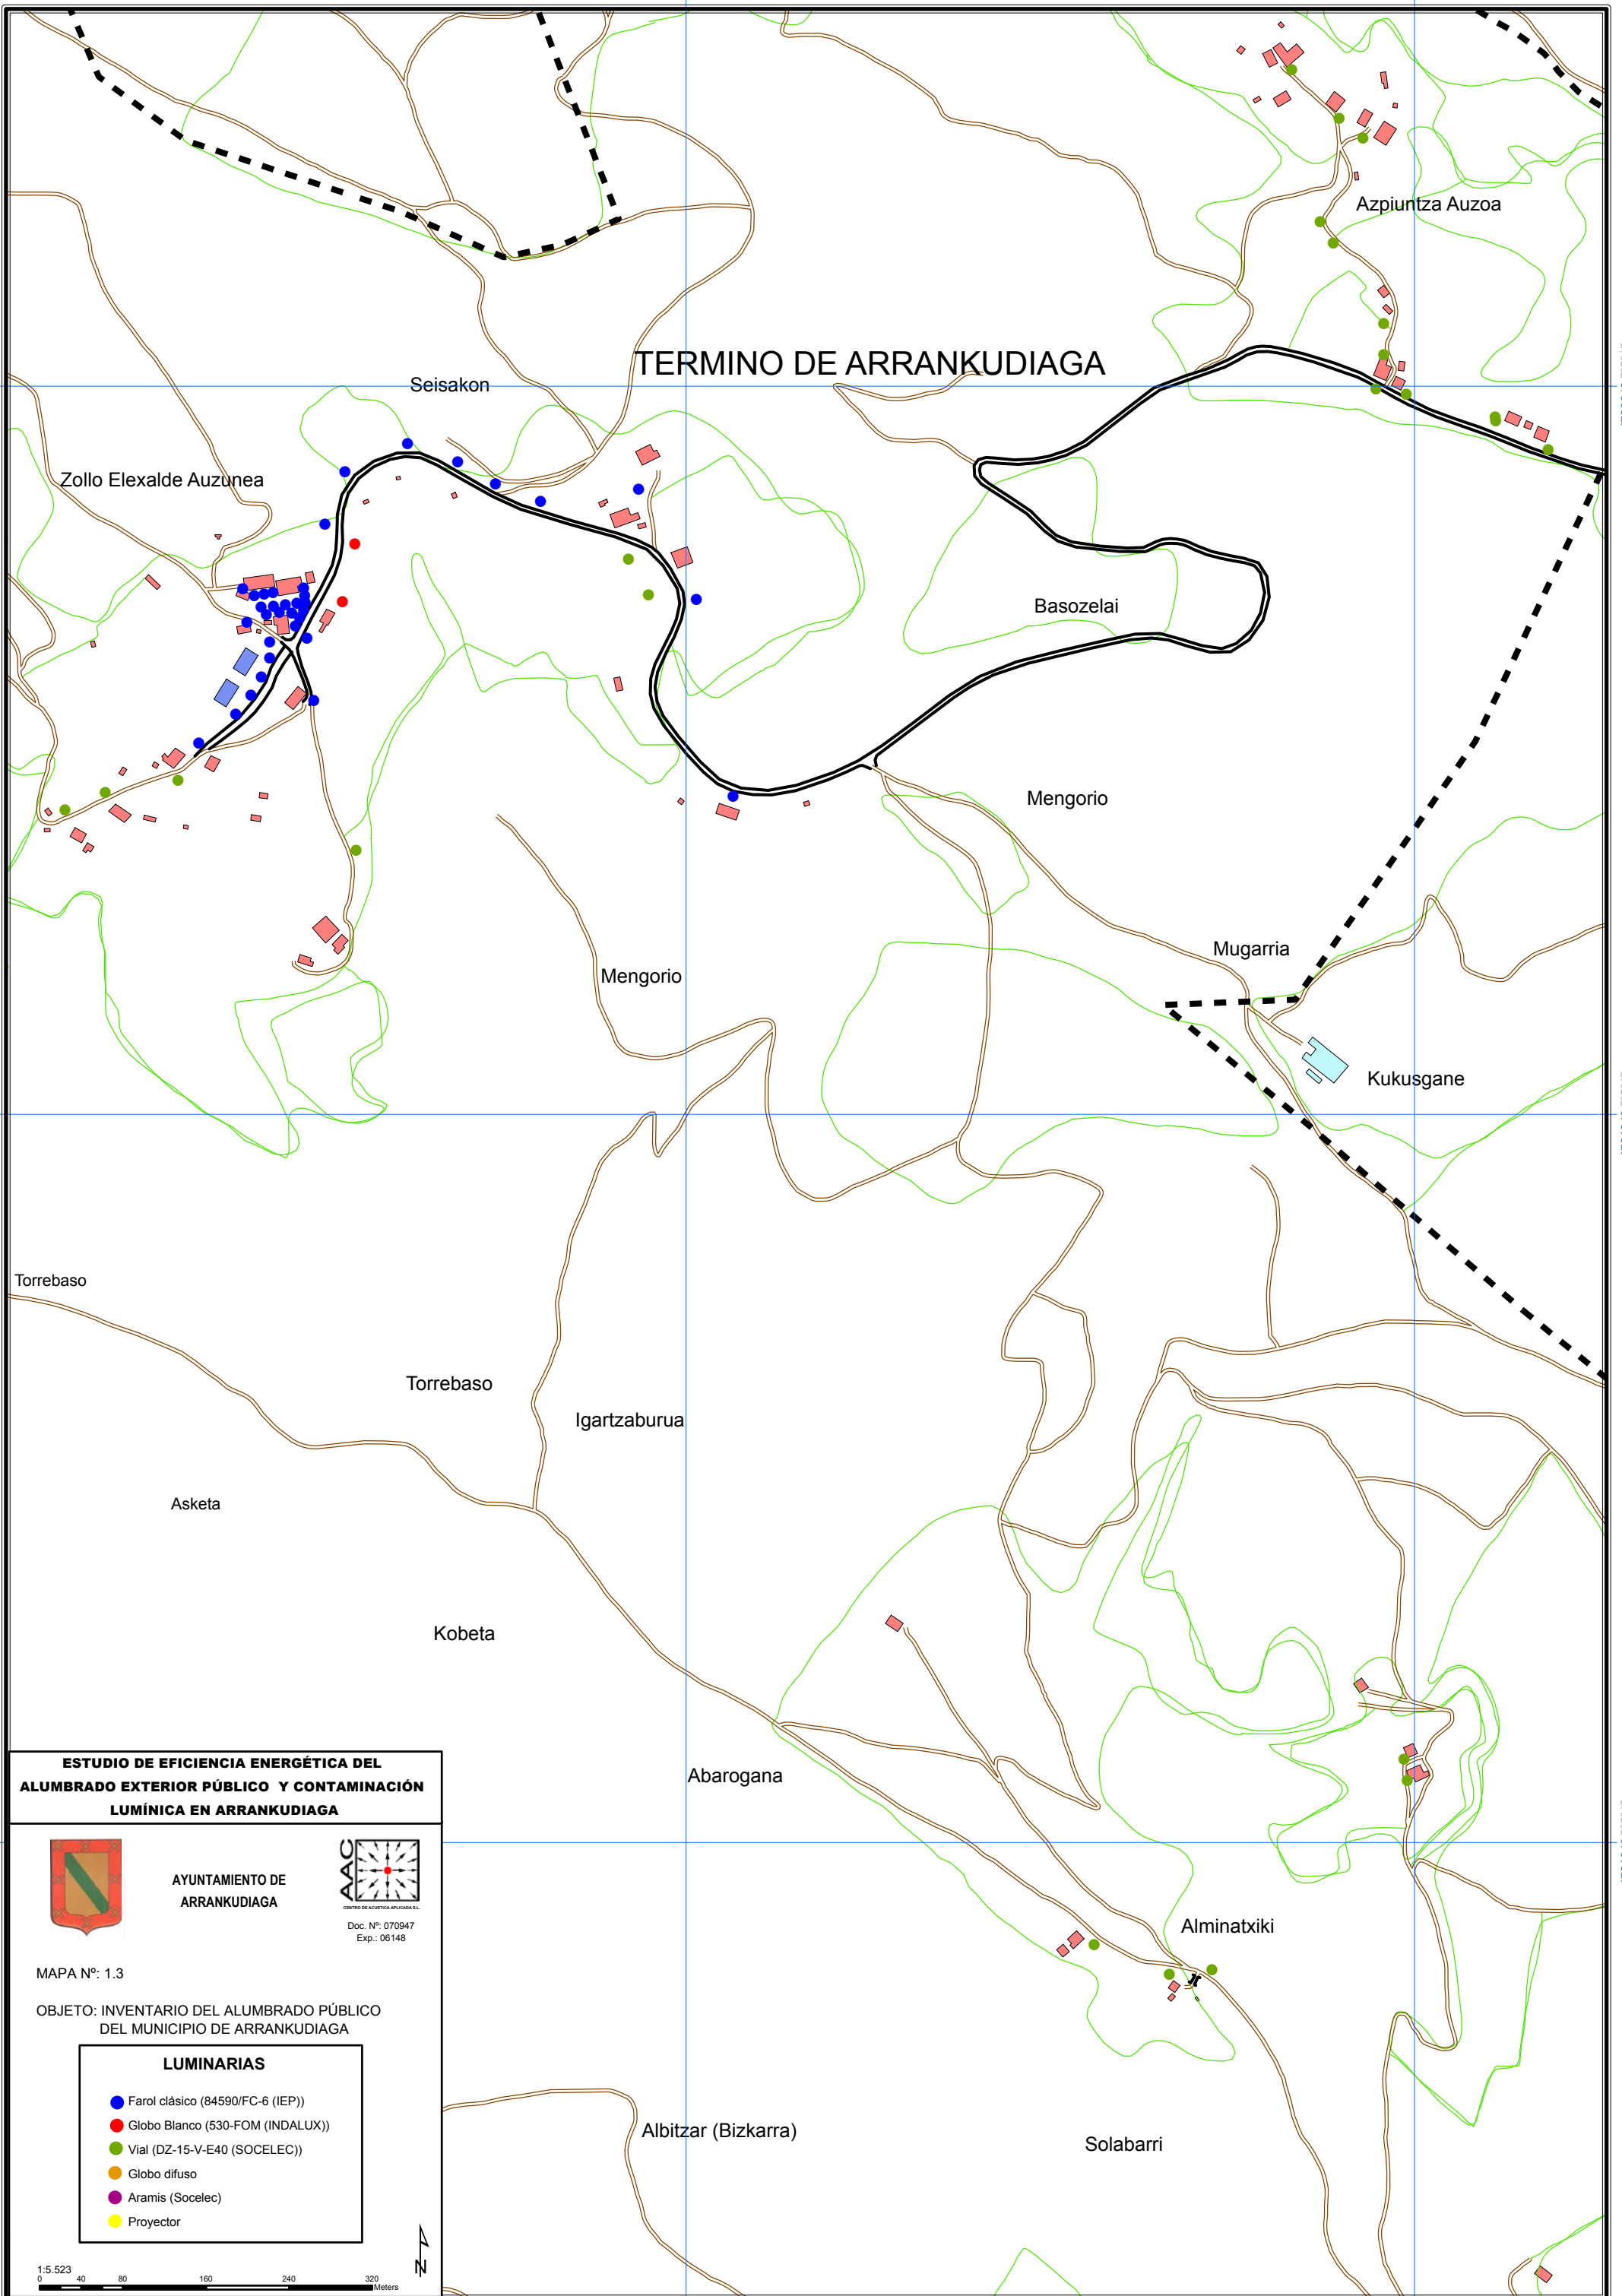 Azpiuntza Auzoa
TERMINO DE ARRANKUDIAGA
Seisakon
Zollo Elexalde Auzunea
Basozelai
Mengorio
Mugarria
Mengorio
Kukusgane
Torrebaso
Torrebaso
Igartzaburua
Asketa
Kobeta
Abarogana
Alminatxiki
Albitzar (Bizkarra)
Solabarri
ESTUDIO DE EFICIENCIA ENERGÉTICA DEL
ALUMBRADO EXTERIOR PÚBLICO Y CONTAMINACIÓN
LUMÍNICA EN ARRANKUDIAGA
AYUNTAMIENTO DE
ARRANKUDIAGA
AAC
CENTRO DE ACUSTICA APLICADA S.L.
Doc. Nº: 070947
Exp.: 06148
MAPA Nº: 1.3
OBJETO: INVENTARIO DEL ALUMBRADO PÚBLICO
DEL MUNICIPIO DE ARRANKUDIAGA
LUMINARIAS
Farol clásico (84590/FC-6 (IEP))
Globo Blanco (530-FOM (INDALUX))
Vial (DZ-15-V-E40 (SOCELEC))
Globo difuso
Aramis (Socelec)
Proyector
1:5.523
0 40 80 160 240 320
Meters
N